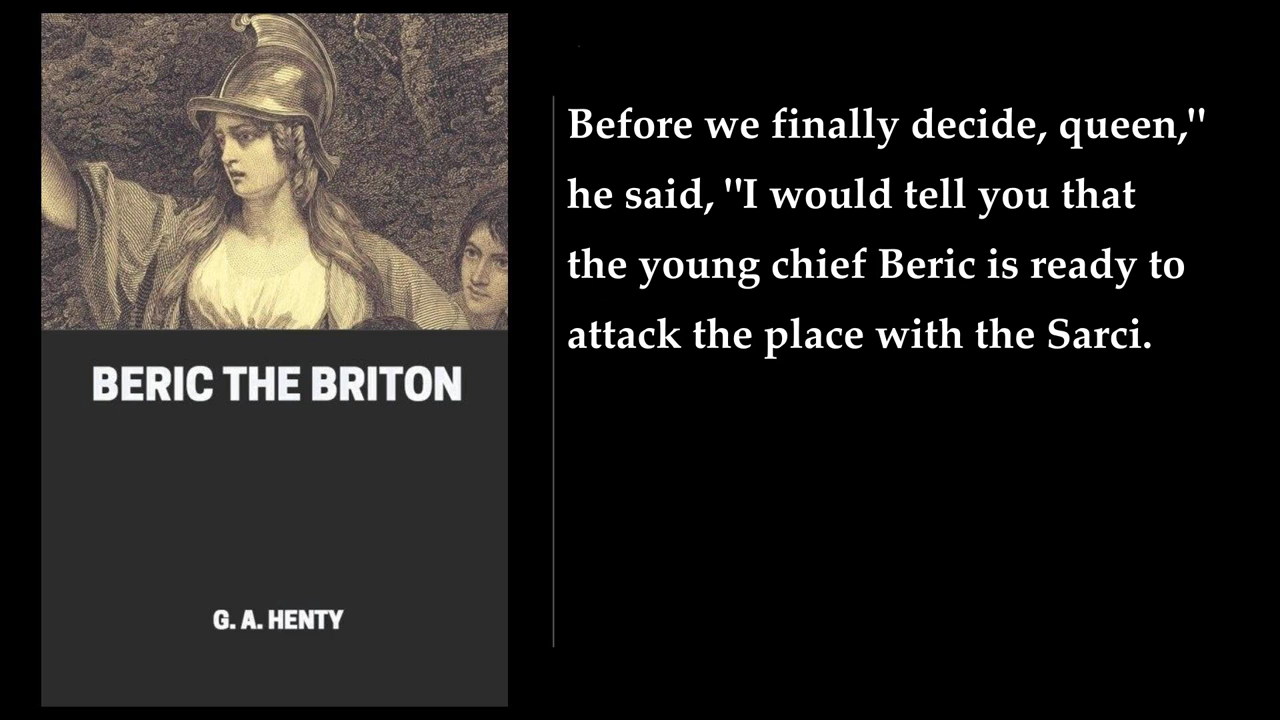 BERIC THE BRITON
G. A. HENTY
Before we finally decide, queen,"
he said, "I would tell you that
the young chief Beric is ready to
attack the place with the Sarci.